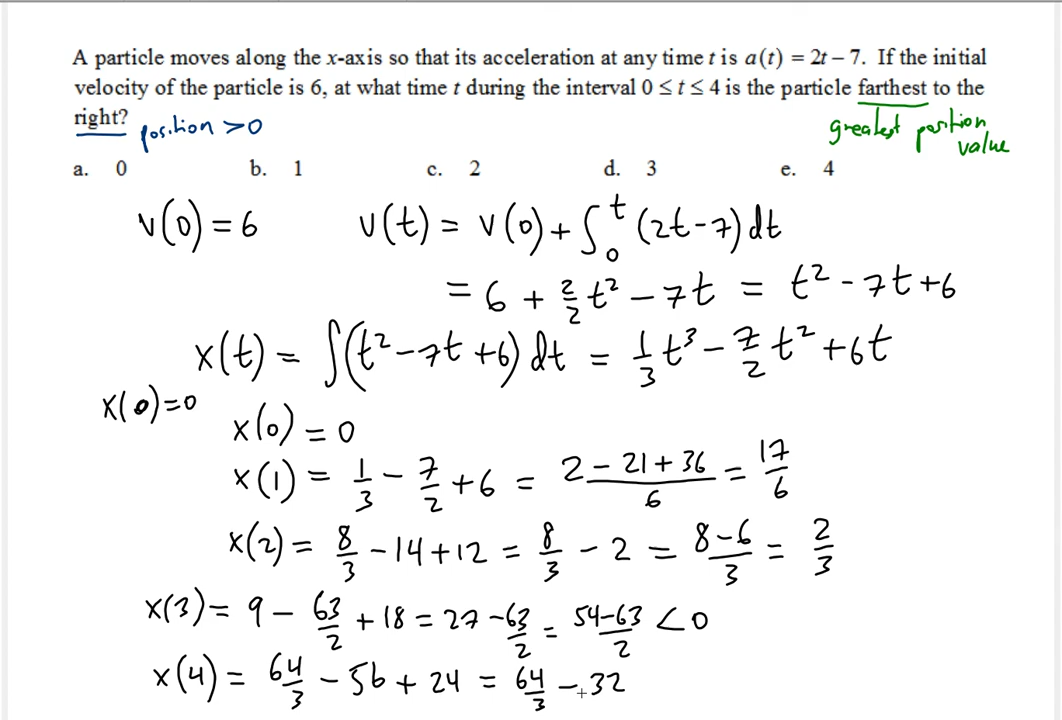 A particle moves along the x-axis so that its acceleration at any time t is a(t) = 2t – 7. If the initial
velocity of the particle is 6, at what time t during the interval 0 ≤ t ≤ 4 is the particle farthest to the
right? position >0 greatest position value
a. 0 b. 1 c. 2 d. 3 e. 4
v(0) = 6 v(t) = v(0) + ∫₀ᵗ (2t-7) dt
= 6 + 2/2 t² - 7t = t² - 7t + 6
x(t) = ∫(t² - 7t + 6) dt = 1/3 t³ - 7/2 t² + 6t
x(0)=0
x(0) = 0
x(1) = 1/3 - 7/2 + 6 = (2 - 21 + 36)/6 = 17/6
x(2) = 8/3 - 14 + 12 = 8/3 - 2 = (8-6)/3 = 2/3
x(3) = 9 - 63/2 + 18 = 27 - 63/2 = (54-63)/2 < 0
x(4) = 64/3 - 56 + 24 = 64/3 - 32